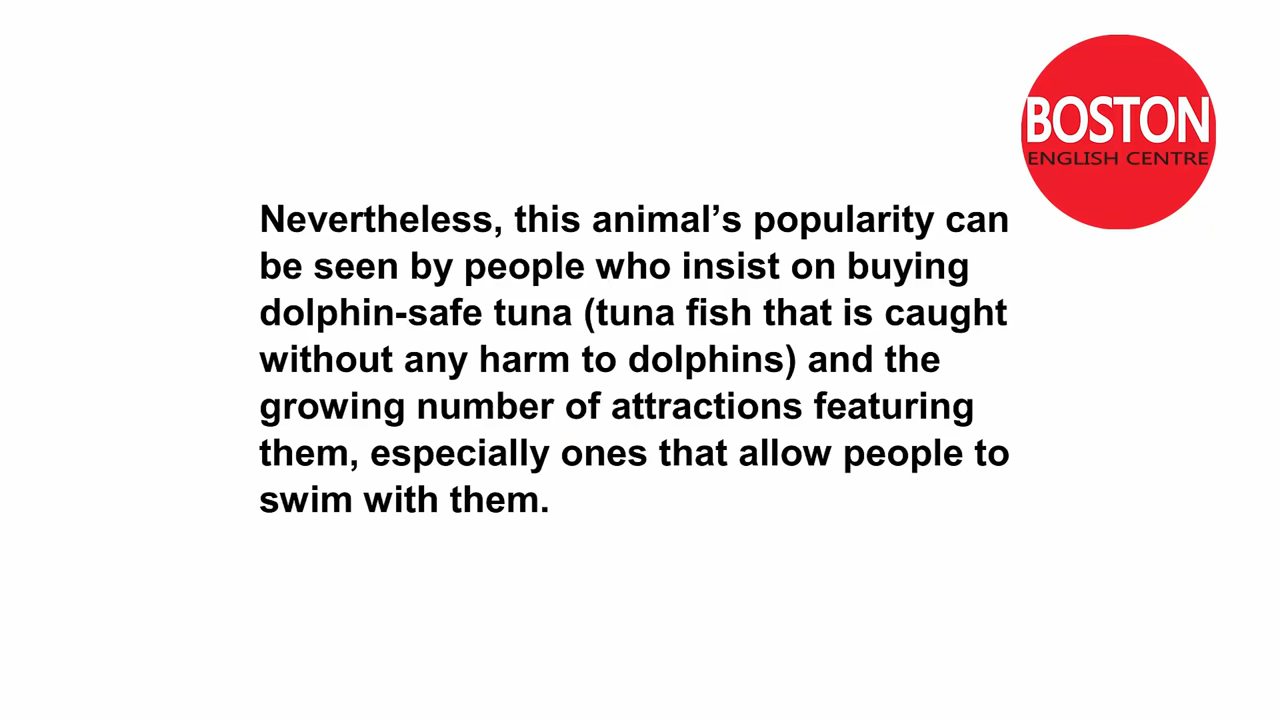 BOSTON
ENGLISH CENTRE
Nevertheless, this animal’s popularity can
be seen by people who insist on buying
dolphin-safe tuna (tuna fish that is caught
without any harm to dolphins) and the
growing number of attractions featuring
them, especially ones that allow people to
swim with them.